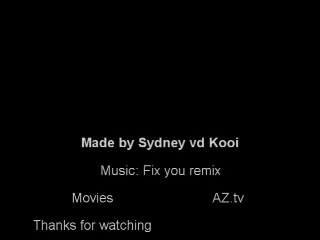 Made by Sydney vd Kooi
Music: Fix you remix
Movies AZ.tv
Thanks for watching